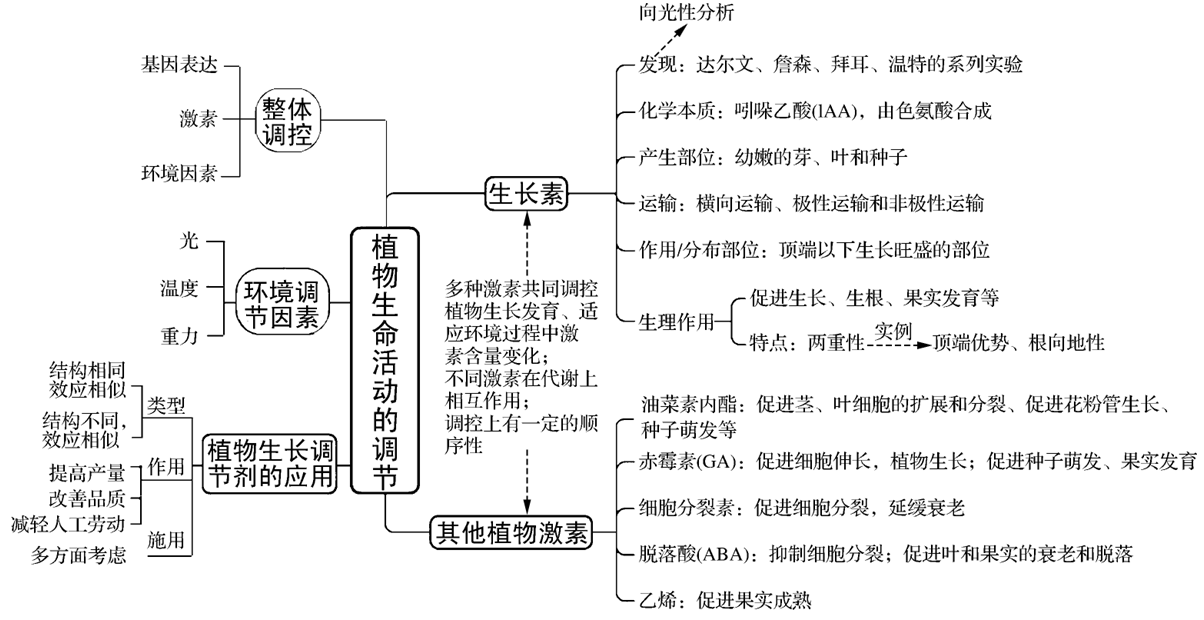 向光性分析
基因表达
激素
环境因素
整体
调控
光
温度
重力
环境调
节因素
结构相同
效应相似
结构不同，
效应相似
类型
提高产量
改善品质
减轻人工劳动
作用
多方面考虑
施用
植物生长调
节剂的应用
植物生命活动的调节
生长素
发现：达尔文、詹森、拜耳、温特的系列实验
化学本质：吲哚乙酸(lAA)，由色氨酸合成
产生部位：幼嫩的芽、叶和种子
运输：横向运输、极性运输和非极性运输
作用/分布部位：顶端以下生长旺盛的部位
生理作用
促进生长、生根、果实发育等
特点：两重性
实例
顶端优势、根向地性
多种激素共同调控
植物生长发育、适
应环境过程中激
素含量变化；
不同激素在代谢上
相互作用；
调控上有一定的顺
序性
其他植物激素
油菜素内酯：促进茎、叶细胞的扩展和分裂、促进花粉管生长、
种子萌发等
赤霉素(GA)：促进细胞伸长，植物生长；促进种子萌发、果实发育
细胞分裂素：促进细胞分裂，延缓衰老
脱落酸(ABA)：抑制细胞分裂；促进叶和果实的衰老和脱落
乙烯：促进果实成熟